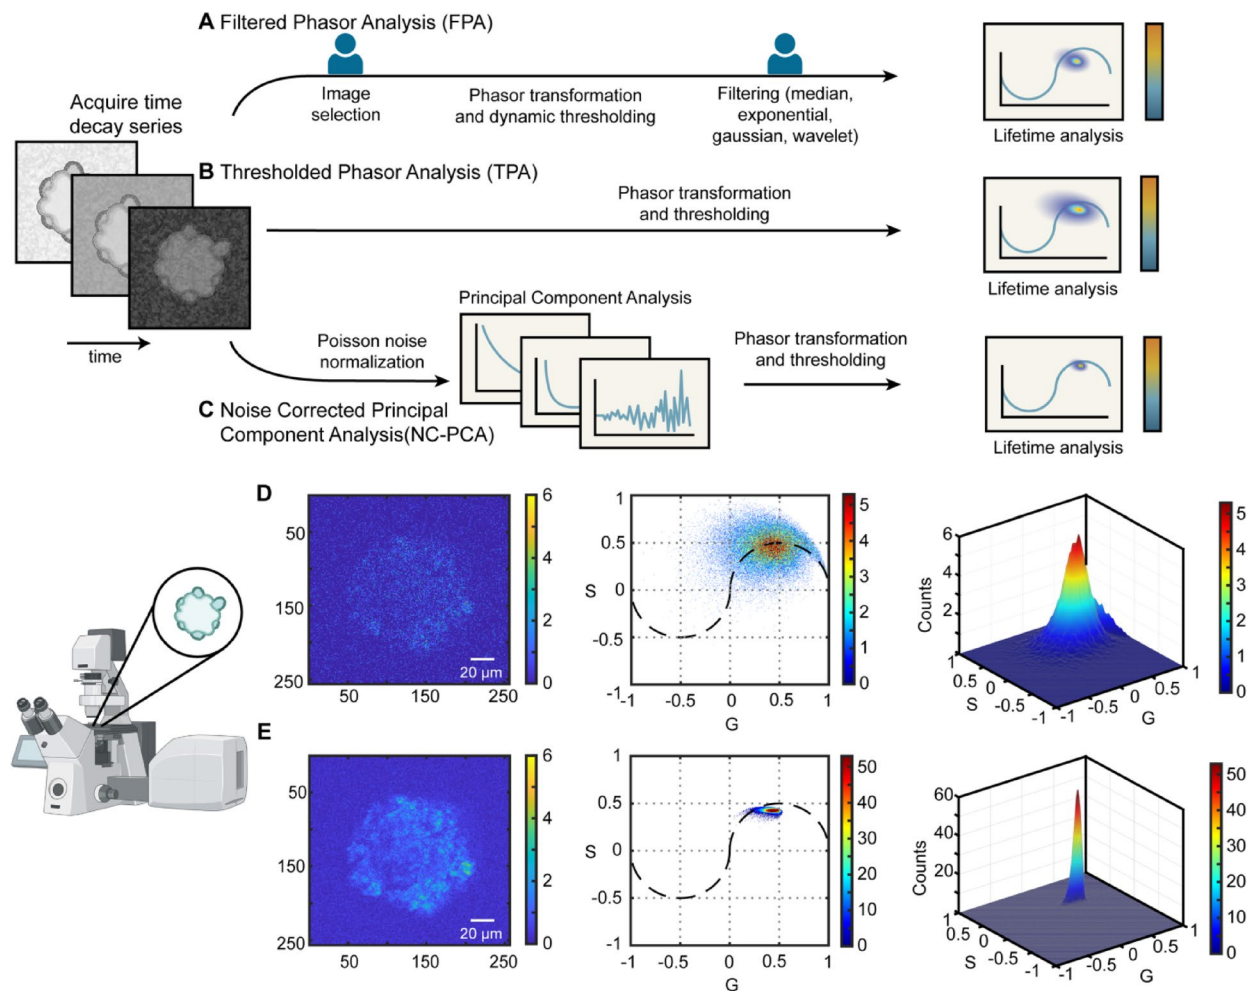 A Filtered Phasor Analysis (FPA)
Image
selection
Phasor transformation
and dynamic thresholding
Filtering (median,
exponential,
gaussian, wavelet)
Lifetime analysis
Acquire time
decay series
time
B Thresholded Phasor Analysis (TPA)
Phasor transformation
and thresholding
Lifetime analysis
Poisson noise
normalization
Principal Component Analysis
Phasor transformation
and thresholding
Lifetime analysis
C Noise Corrected Principal
Component Analysis(NC-PCA)
D
50
150
250
50
150
250
20 µm
6
4
2
0
1
0.5
S
0
-0.5
-1
-1
-0.5
0
0.5
1
G
5
4
3
2
1
0
Counts
6
4
2
1
0.5
0
-0.5
-1
S
-1
-0.5
0
0.5
1
G
1
5
4
3
2
1
0
E
50
150
250
50
150
250
20 µm
6
4
2
0
1
0.5
S
0
-0.5
-1
-1
-0.5
0
0.5
1
G
50
40
30
20
10
0
Counts
60
40
20
1
0.5
0
-0.5
-1
S
-1
-0.5
0
0.5
1
G
50
40
30
20
10
0